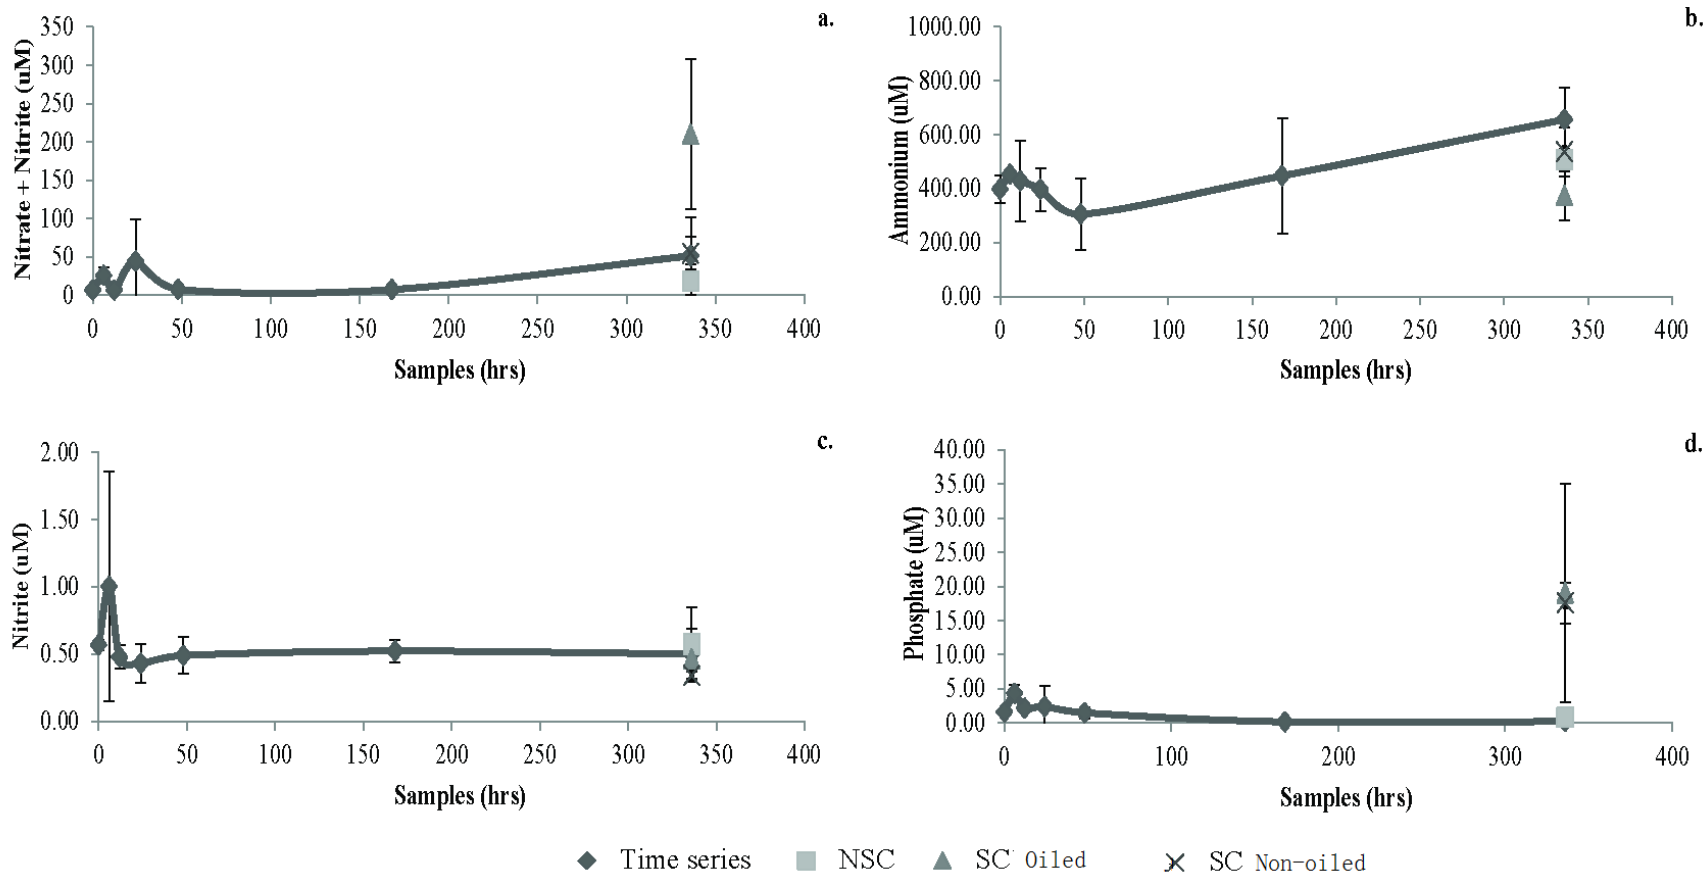 a.
Nitrate + Nitrite (uM)
350
300
250
200
150
100
50
0
0 50 100 150 200 250 300 350 400
Samples (hrs)
b.
Ammonium (uM)
1000.00
800.00
600.00
400.00
200.00
0.00
0 50 100 150 200 250 300 350 400
Samples (hrs)
c.
Nitrite (uM)
2.00
1.50
1.00
0.50
0.00
0 50 100 150 200 250 300 350 400
Samples (hrs)
d.
Phosphate (uM)
40.00
35.00
30.00
25.00
20.00
15.00
10.00
5.00
0.00
0 100 200 300 400
Samples (hrs)
Time series NSC SC Oiled SC Non-oiled